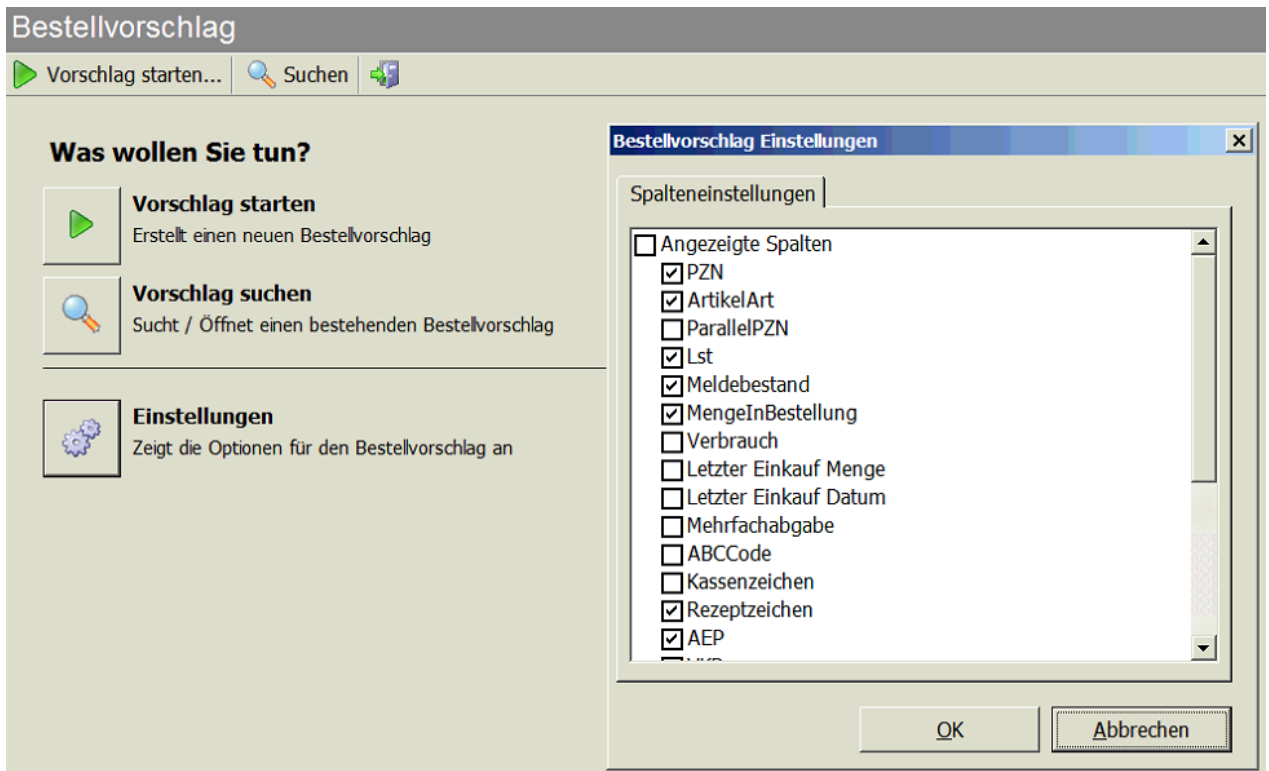 Bestellvorschlag
Vorschlag starten... Suchen
Was wollen Sie tun?
Vorschlag starten
Erstellt einen neuen Bestellvorschlag
Vorschlag suchen
Sucht / Öffnet einen bestehenden Bestellvorschlag
Einstellungen
Zeigt die Optionen für den Bestellvorschlag an
Bestellvorschlag Einstellungen
Spalteneinstellungen
Angezeigte Spalten
PZN
ArtikelArt
ParallelPZN
Lst
Meldebestand
MengeInBestellung
Verbrauch
Letzter Einkauf Menge
Letzter Einkauf Datum
Mehrfachabgabe
ABCCode
Kassenzeichen
Rezeptzeichen
AEP
OK Abbrechen